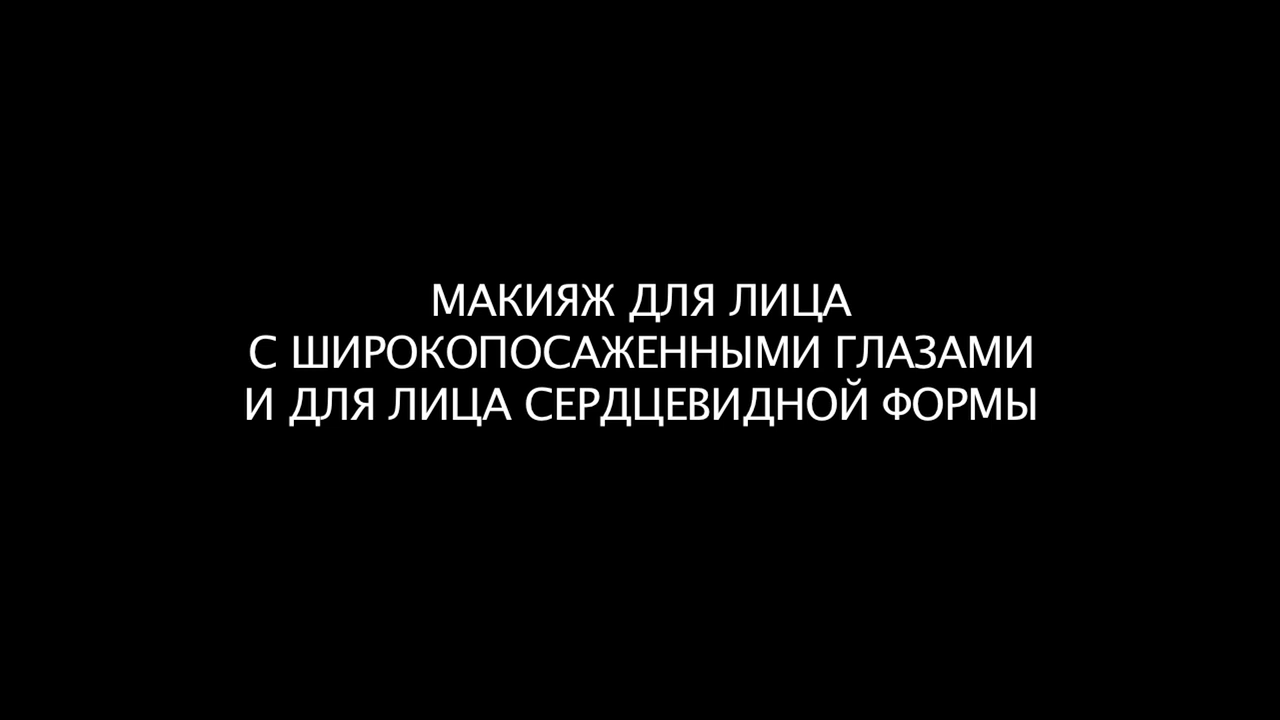 МАКИЯЖ ДЛЯ ЛИЦА
С ШИРОКОПОСАЖЕННЫМИ ГЛАЗАМИ
И ДЛЯ ЛИЦА СЕРДЦЕВИДНОЙ ФОРМЫ